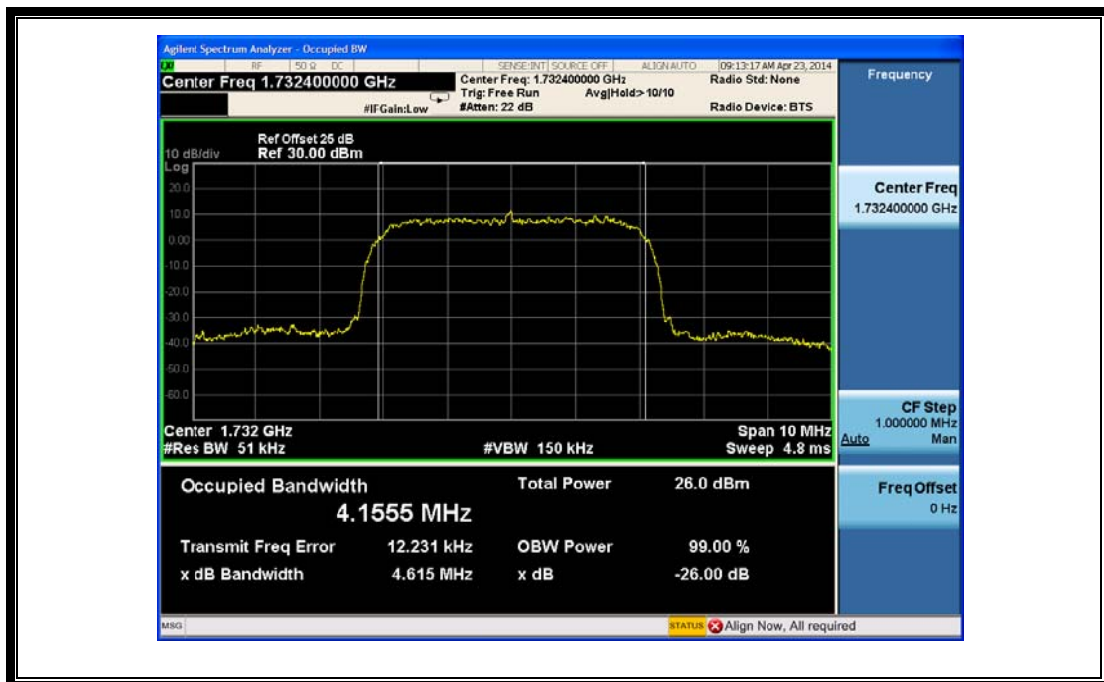 Agilent Spectrum Analyzer - Occupied BW
RF 50 Ω DC SENSE:INT SOURCE OFF ALIGN AUTO 09:13:17 AM Apr 23, 2014
Center Freq 1.732400000 GHz
Center Freq: 1.732400000 GHz
Radio Std: None
Trig: Free Run Avg|Hold:> 10/10
#IFGain:Low
#Atten: 22 dB
Radio Device: BTS
Ref Offset 25 dB
10 dB/div Ref 30.00 dBm
Log
20.0
10.0
0.00
-10.0
-20.0
-30.0
-40.0
-50.0
-60.0
Center 1.732 GHz
Span 10 MHz
#Res BW 51 kHz
#VBW 150 kHz
Sweep 4.8 ms
Occupied Bandwidth
4.1555 MHz
Total Power 26.0 dBm
Transmit Freq Error 12.231 kHz
OBW Power 99.00 %
x dB Bandwidth 4.615 MHz
x dB -26.00 dB
Frequency
Center Freq
1.732400000 GHz
CF Step
1.000000 MHz
Auto Man
Freq Offset
0 Hz
MSG
STATUS Align Now, All required